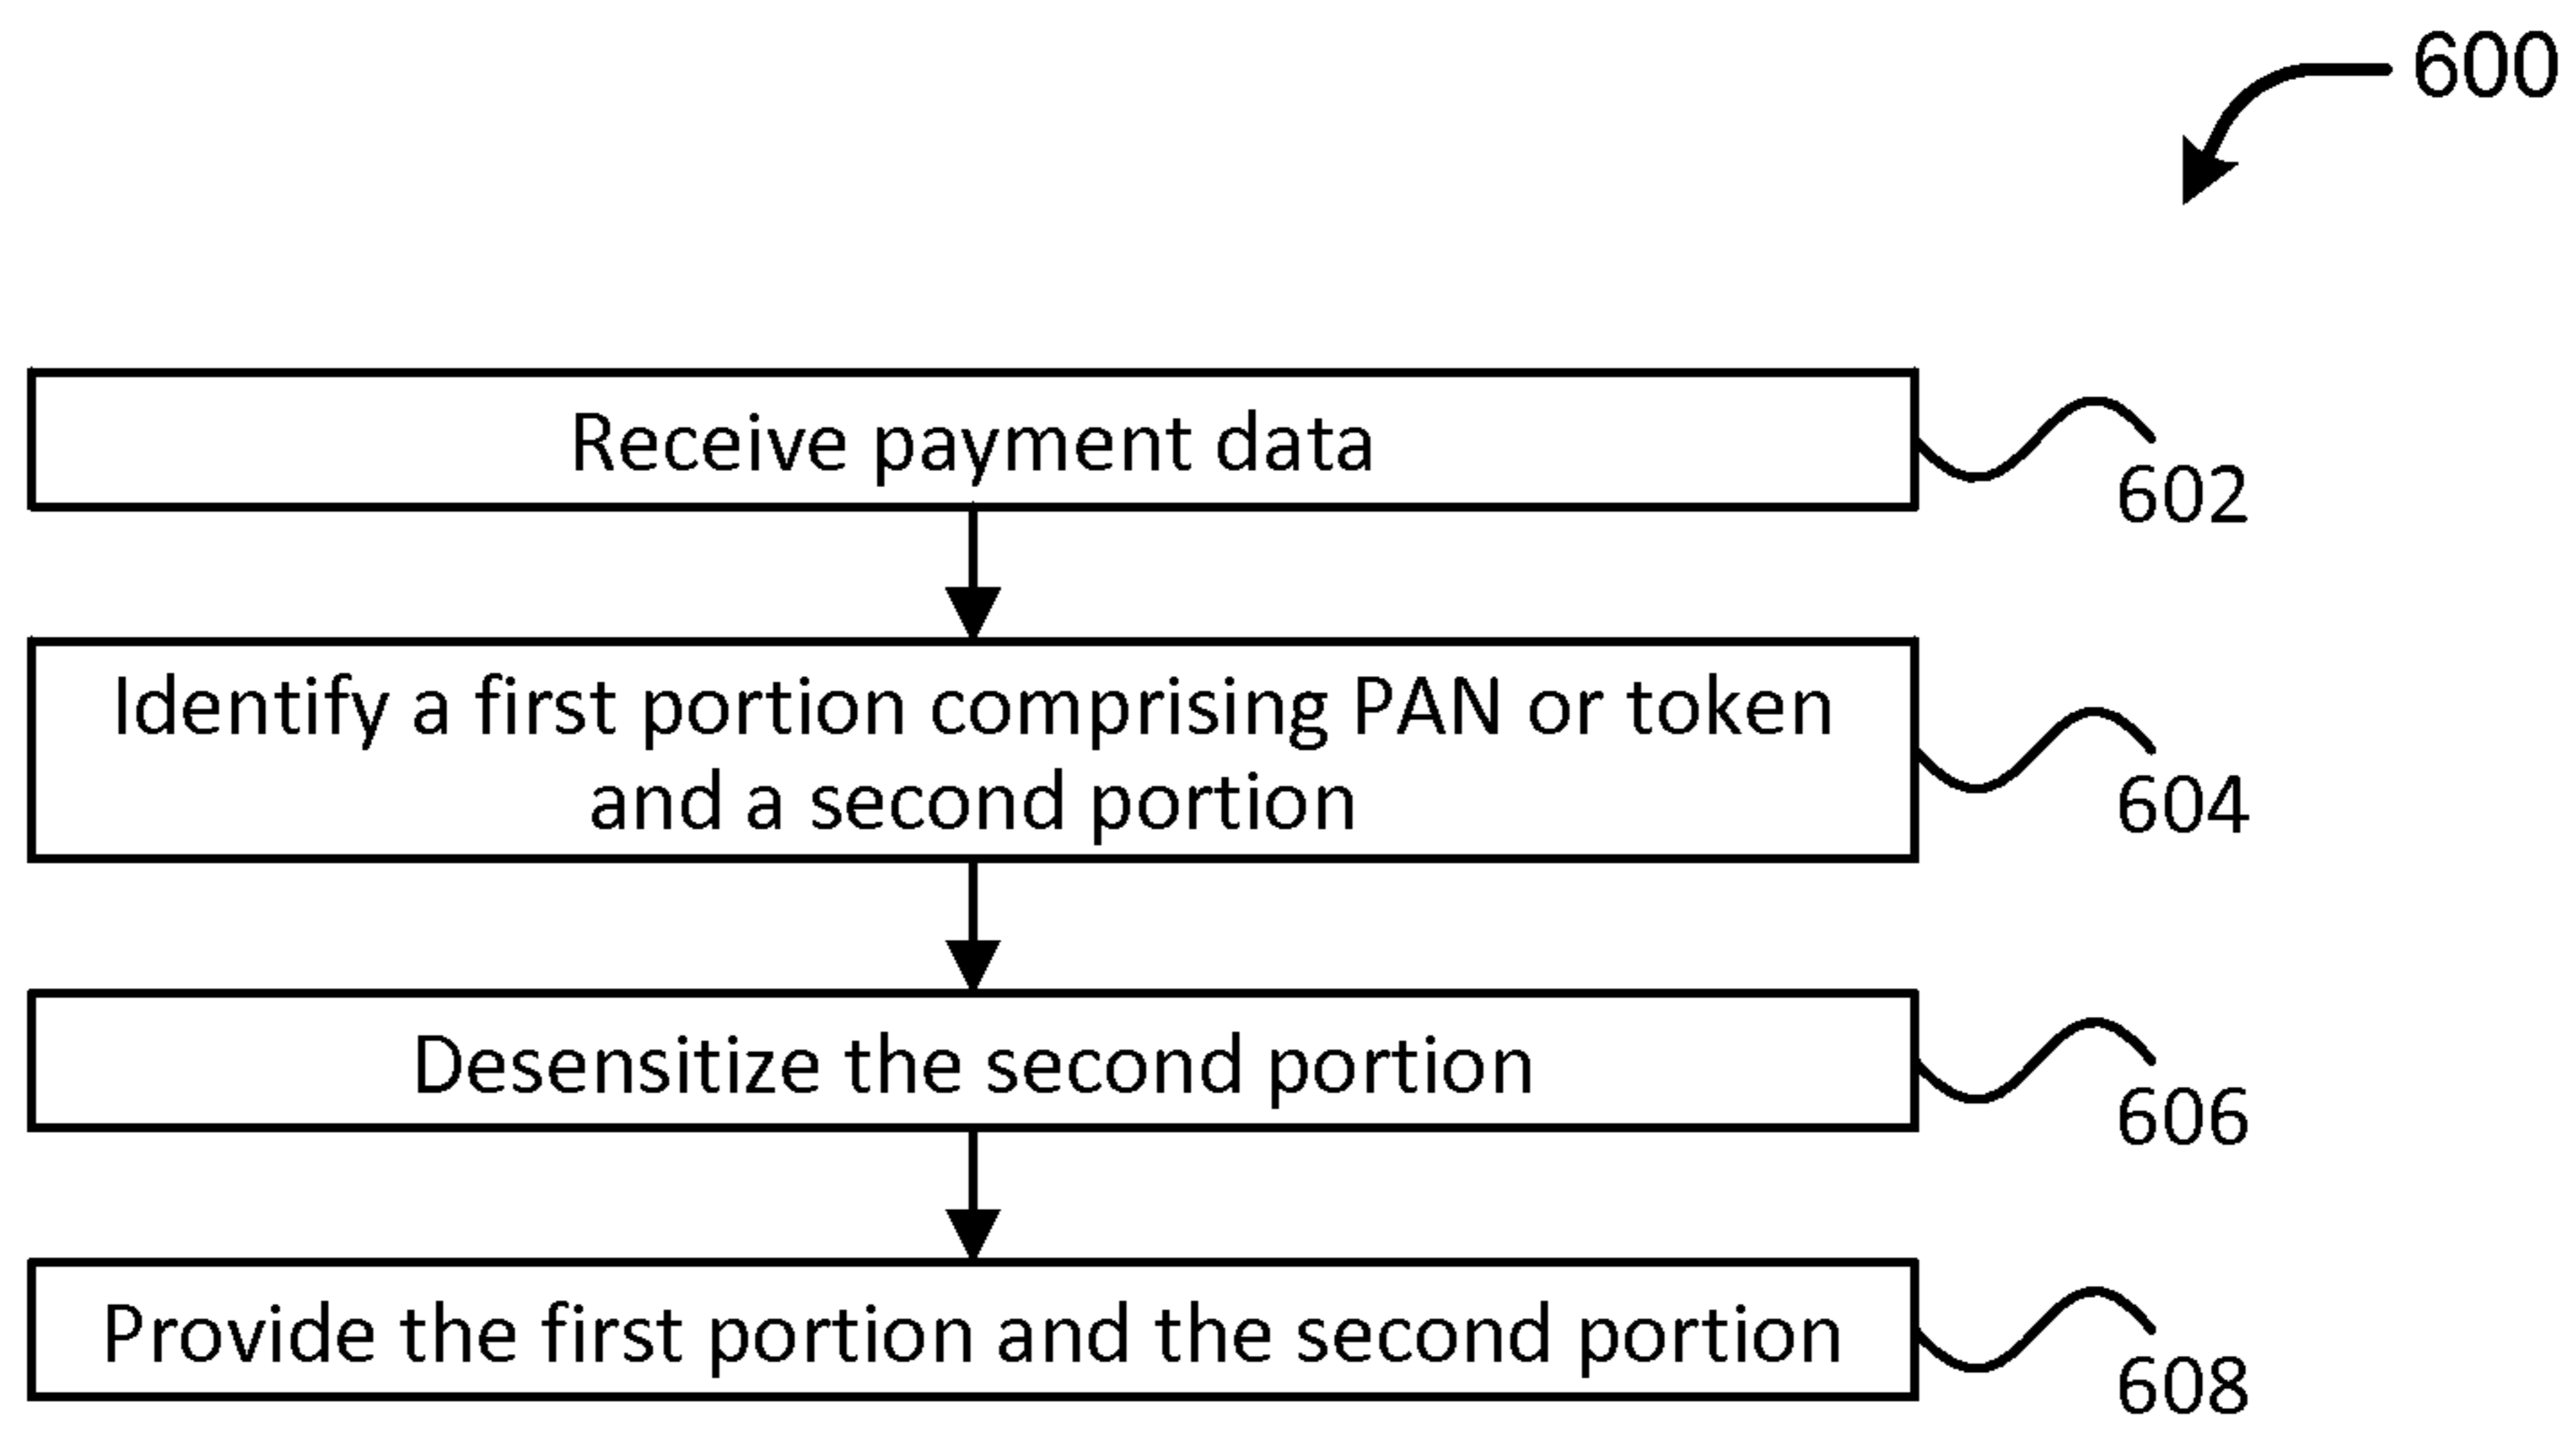 600
Receive payment data
602
Identify a first portion comprising PAN or token
and a second portion
604
Desensitize the second portion
606
Provide the first portion and the second portion
608